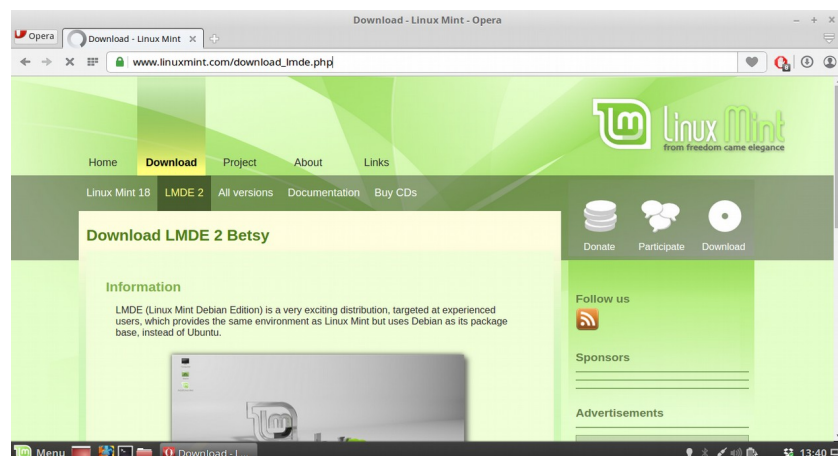 Download - Linux Mint - Opera
Opera
Download - Linux Mint
www.linuxmint.com/download_lmde.php
8
Linux Mint
from freedom came elegance
Home Download Project About Links
Linux Mint 18 LMDE 2 All versions Documentation Buy CDs
Donate Participate Download
Download LMDE 2 Betsy
Information
LMDE (Linux Mint Debian Edition) is a very exciting distribution, targeted at experienced
users, which provides the same environment as Linux Mint but uses Debian as its package
base, instead of Ubuntu.
Follow us
Sponsors
Advertisements
Menu
Download - L...
13:40